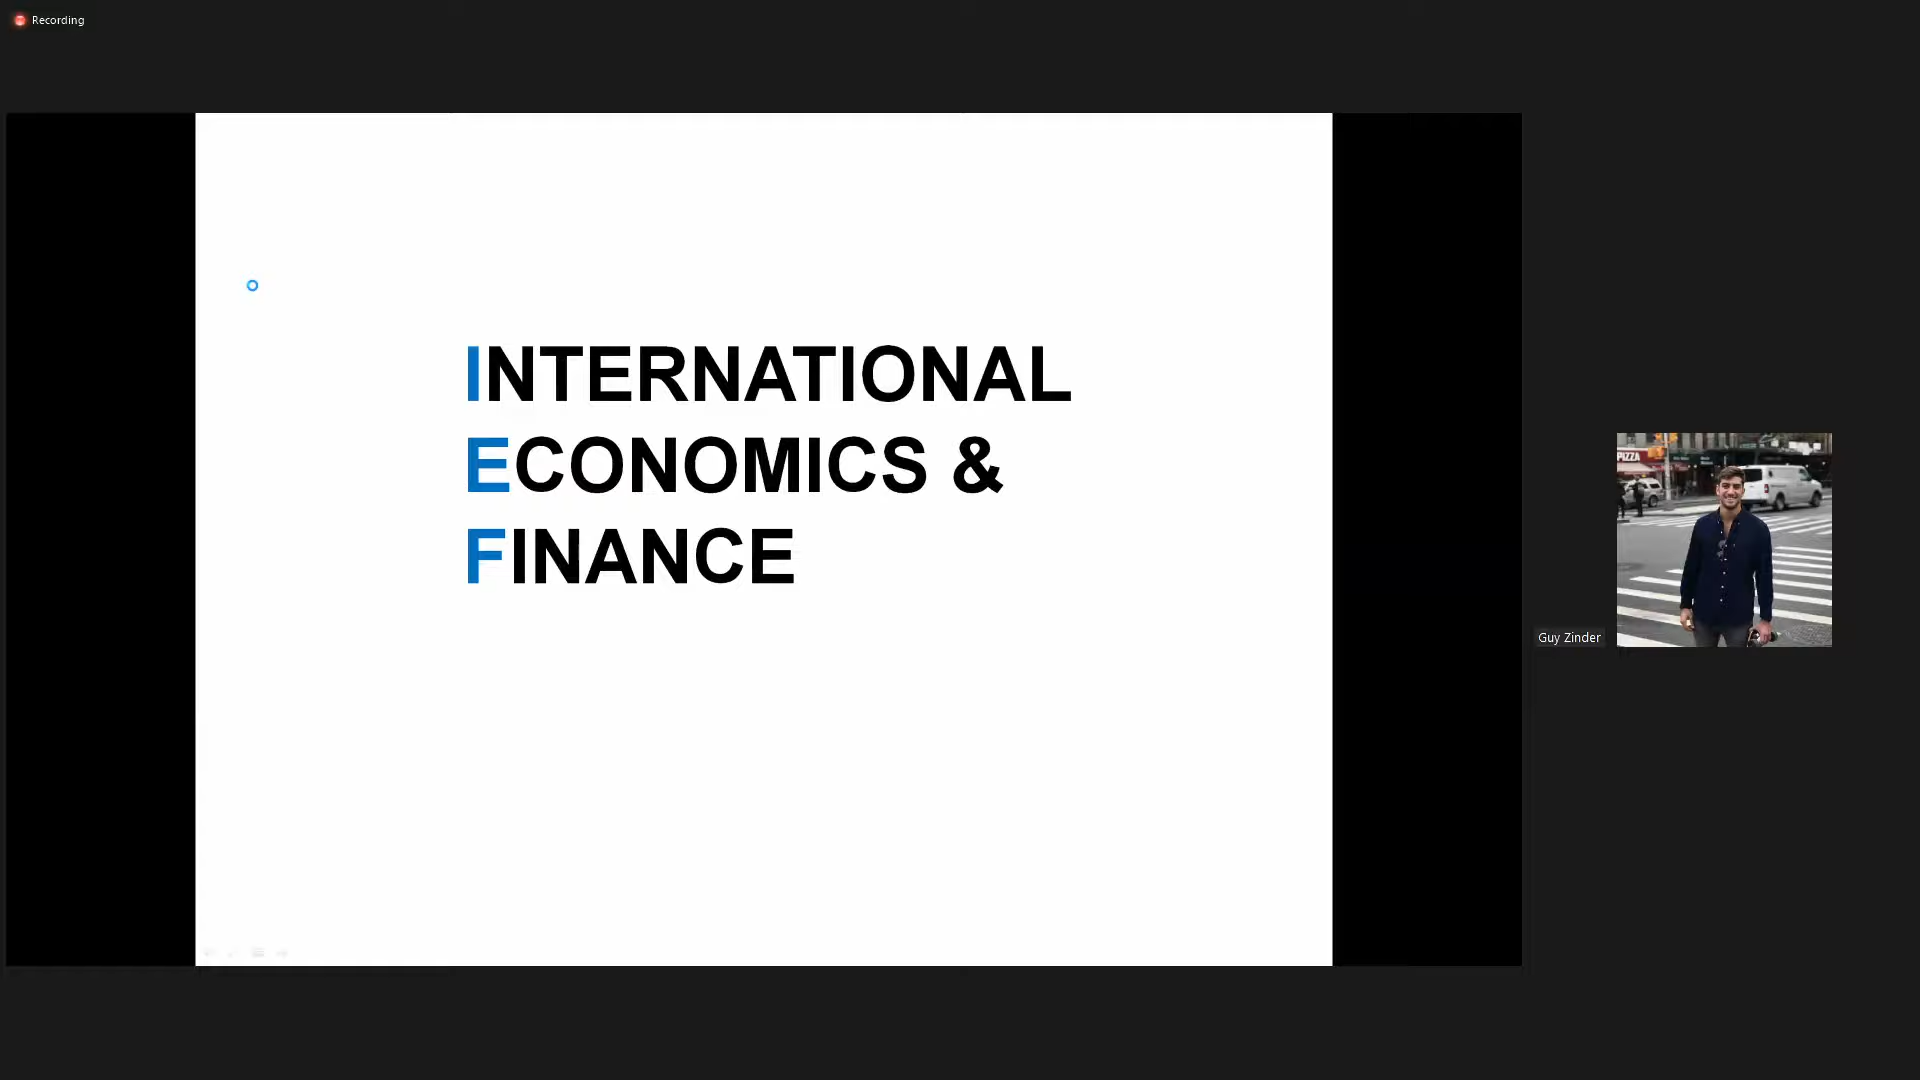 Recording
INTERNATIONAL
ECONOMICS &
FINANCE
PIZZA
Guy Zinder